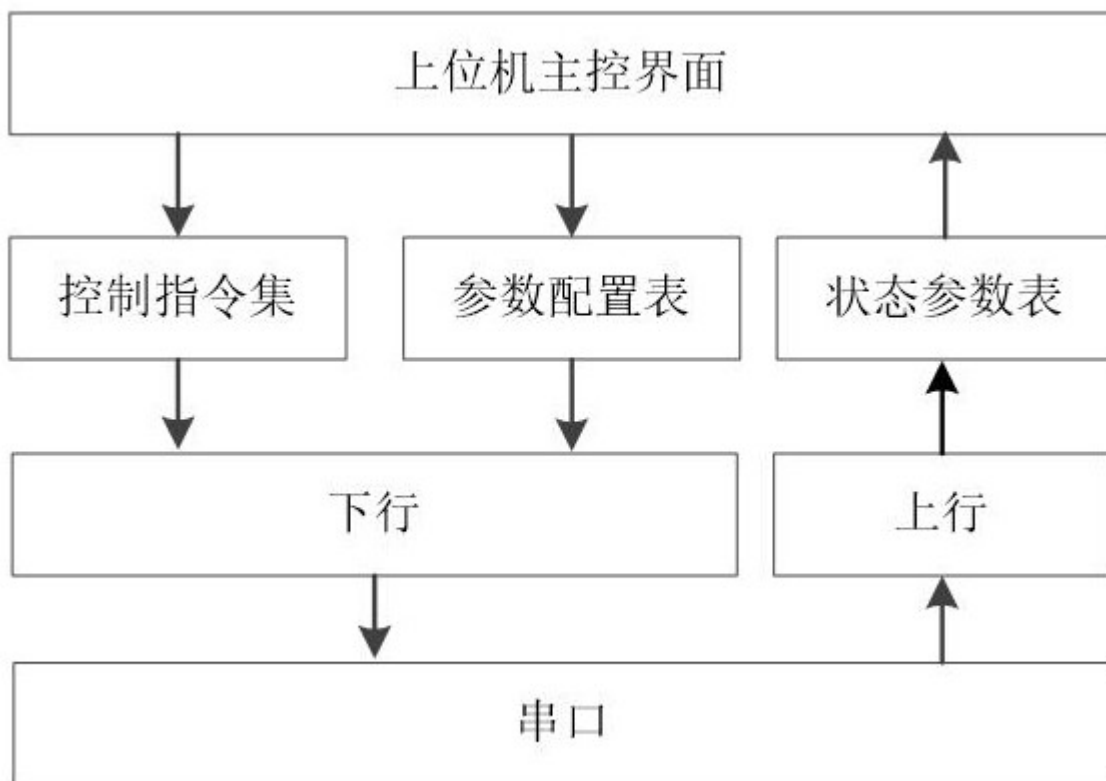 上位机主控界面
控制指令集
参数配置表
状态参数表
下行
上行
串口